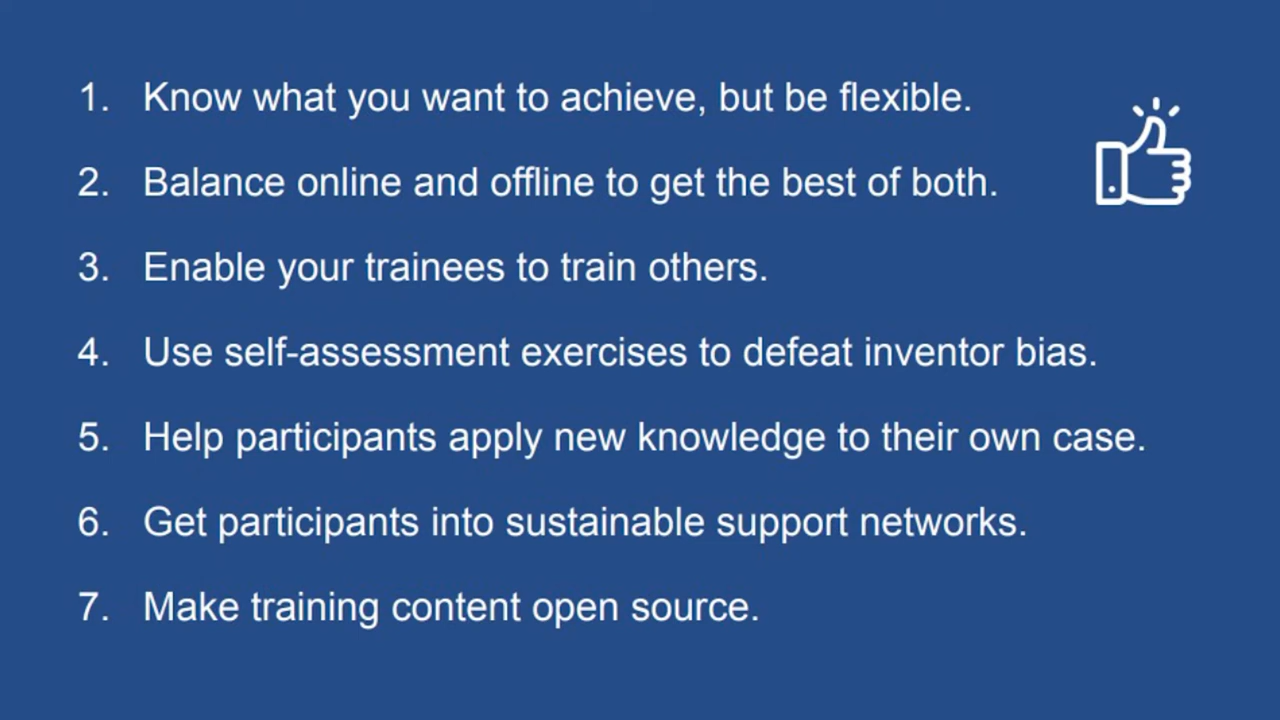 1. Know what you want to achieve, but be flexible.
2. Balance online and offline to get the best of both.
3. Enable your trainees to train others.
4. Use self-assessment exercises to defeat inventor bias.
5. Help participants apply new knowledge to their own case.
6. Get participants into sustainable support networks.
7. Make training content open source.